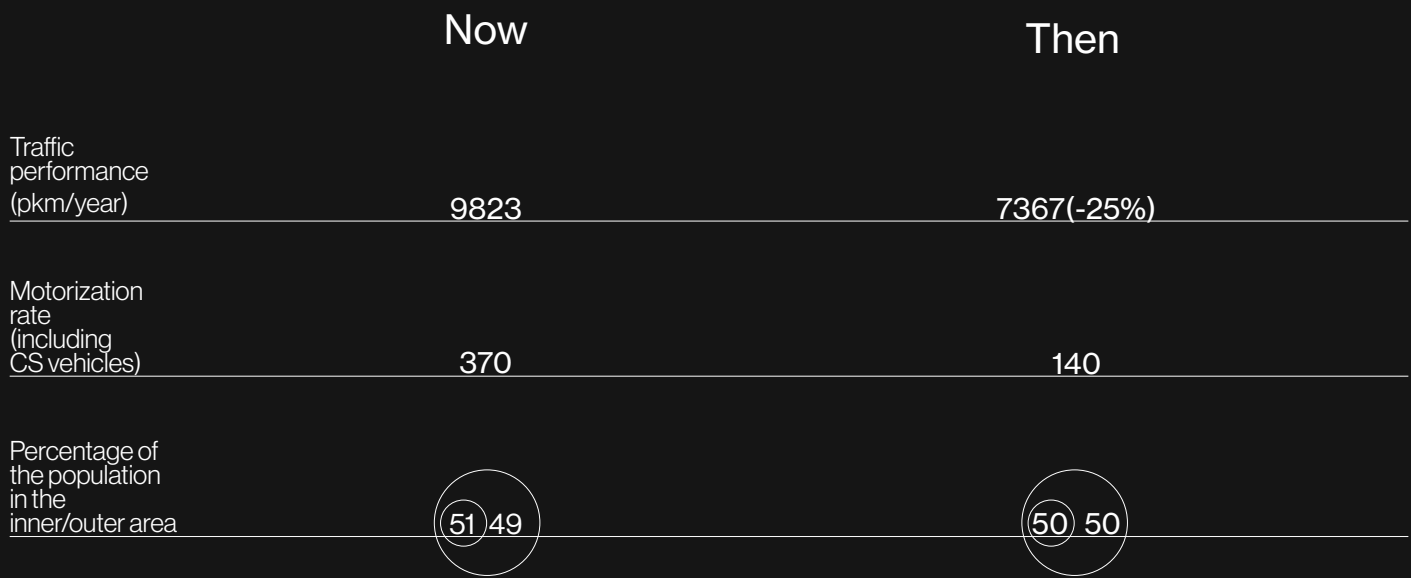 Now Then
Traffic
performance
(pkm/year) 9823 7367(-25%)
Motorization
rate
(including
CS vehicles) 370 140
Percentage of
the population
in the
inner/outer area 51 49 50 50